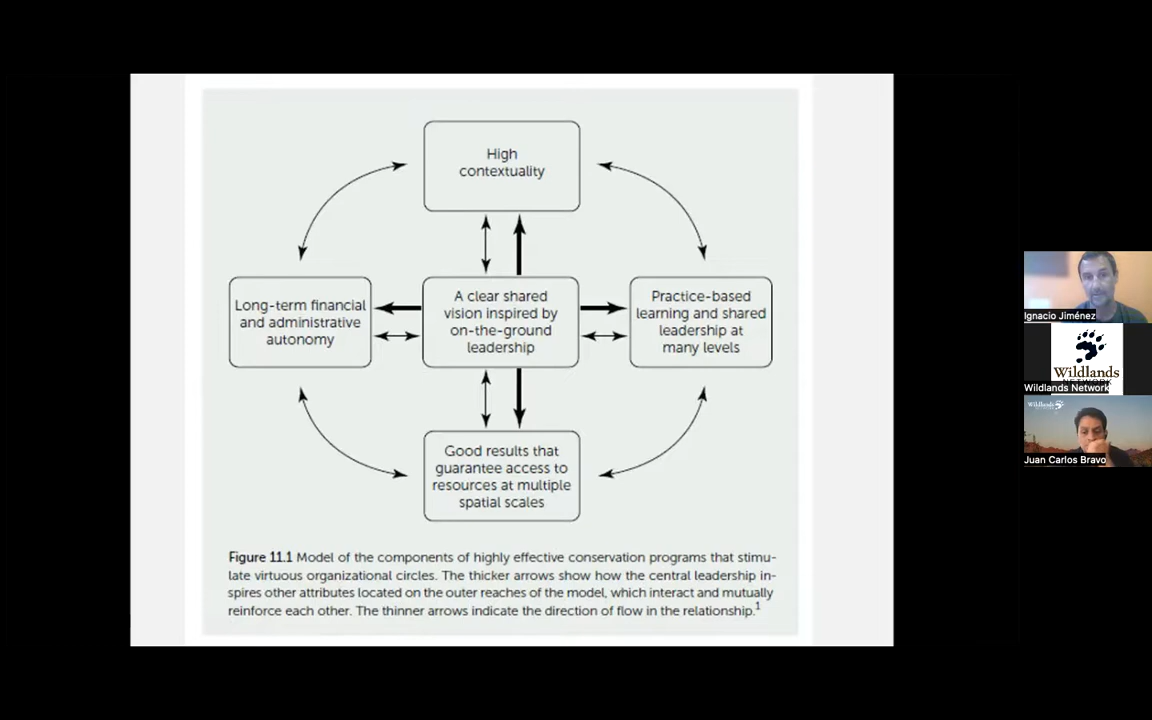 High
contextuality
Long-term financial
and administrative
autonomy
A clear shared
vision inspired by
on-the-ground
leadership
Practice-based
learning and shared
leadership at
many levels
Good results that
guarantee access to
resources at multiple
spatial scales
Figure 11.1 Model of the components of highly effective conservation programs that stimu-
late virtuous organizational circles. The thicker arrows show how the central leadership in-
spires other attributes located on the outer reaches of the model, which interact and mutually
reinforce each other. The thinner arrows indicate the direction of flow in the relationship.1
Ignacio Jiménez
Wildlands
NETWORK
Wildlands Network
Wildlands
Juan Carlos Bravo